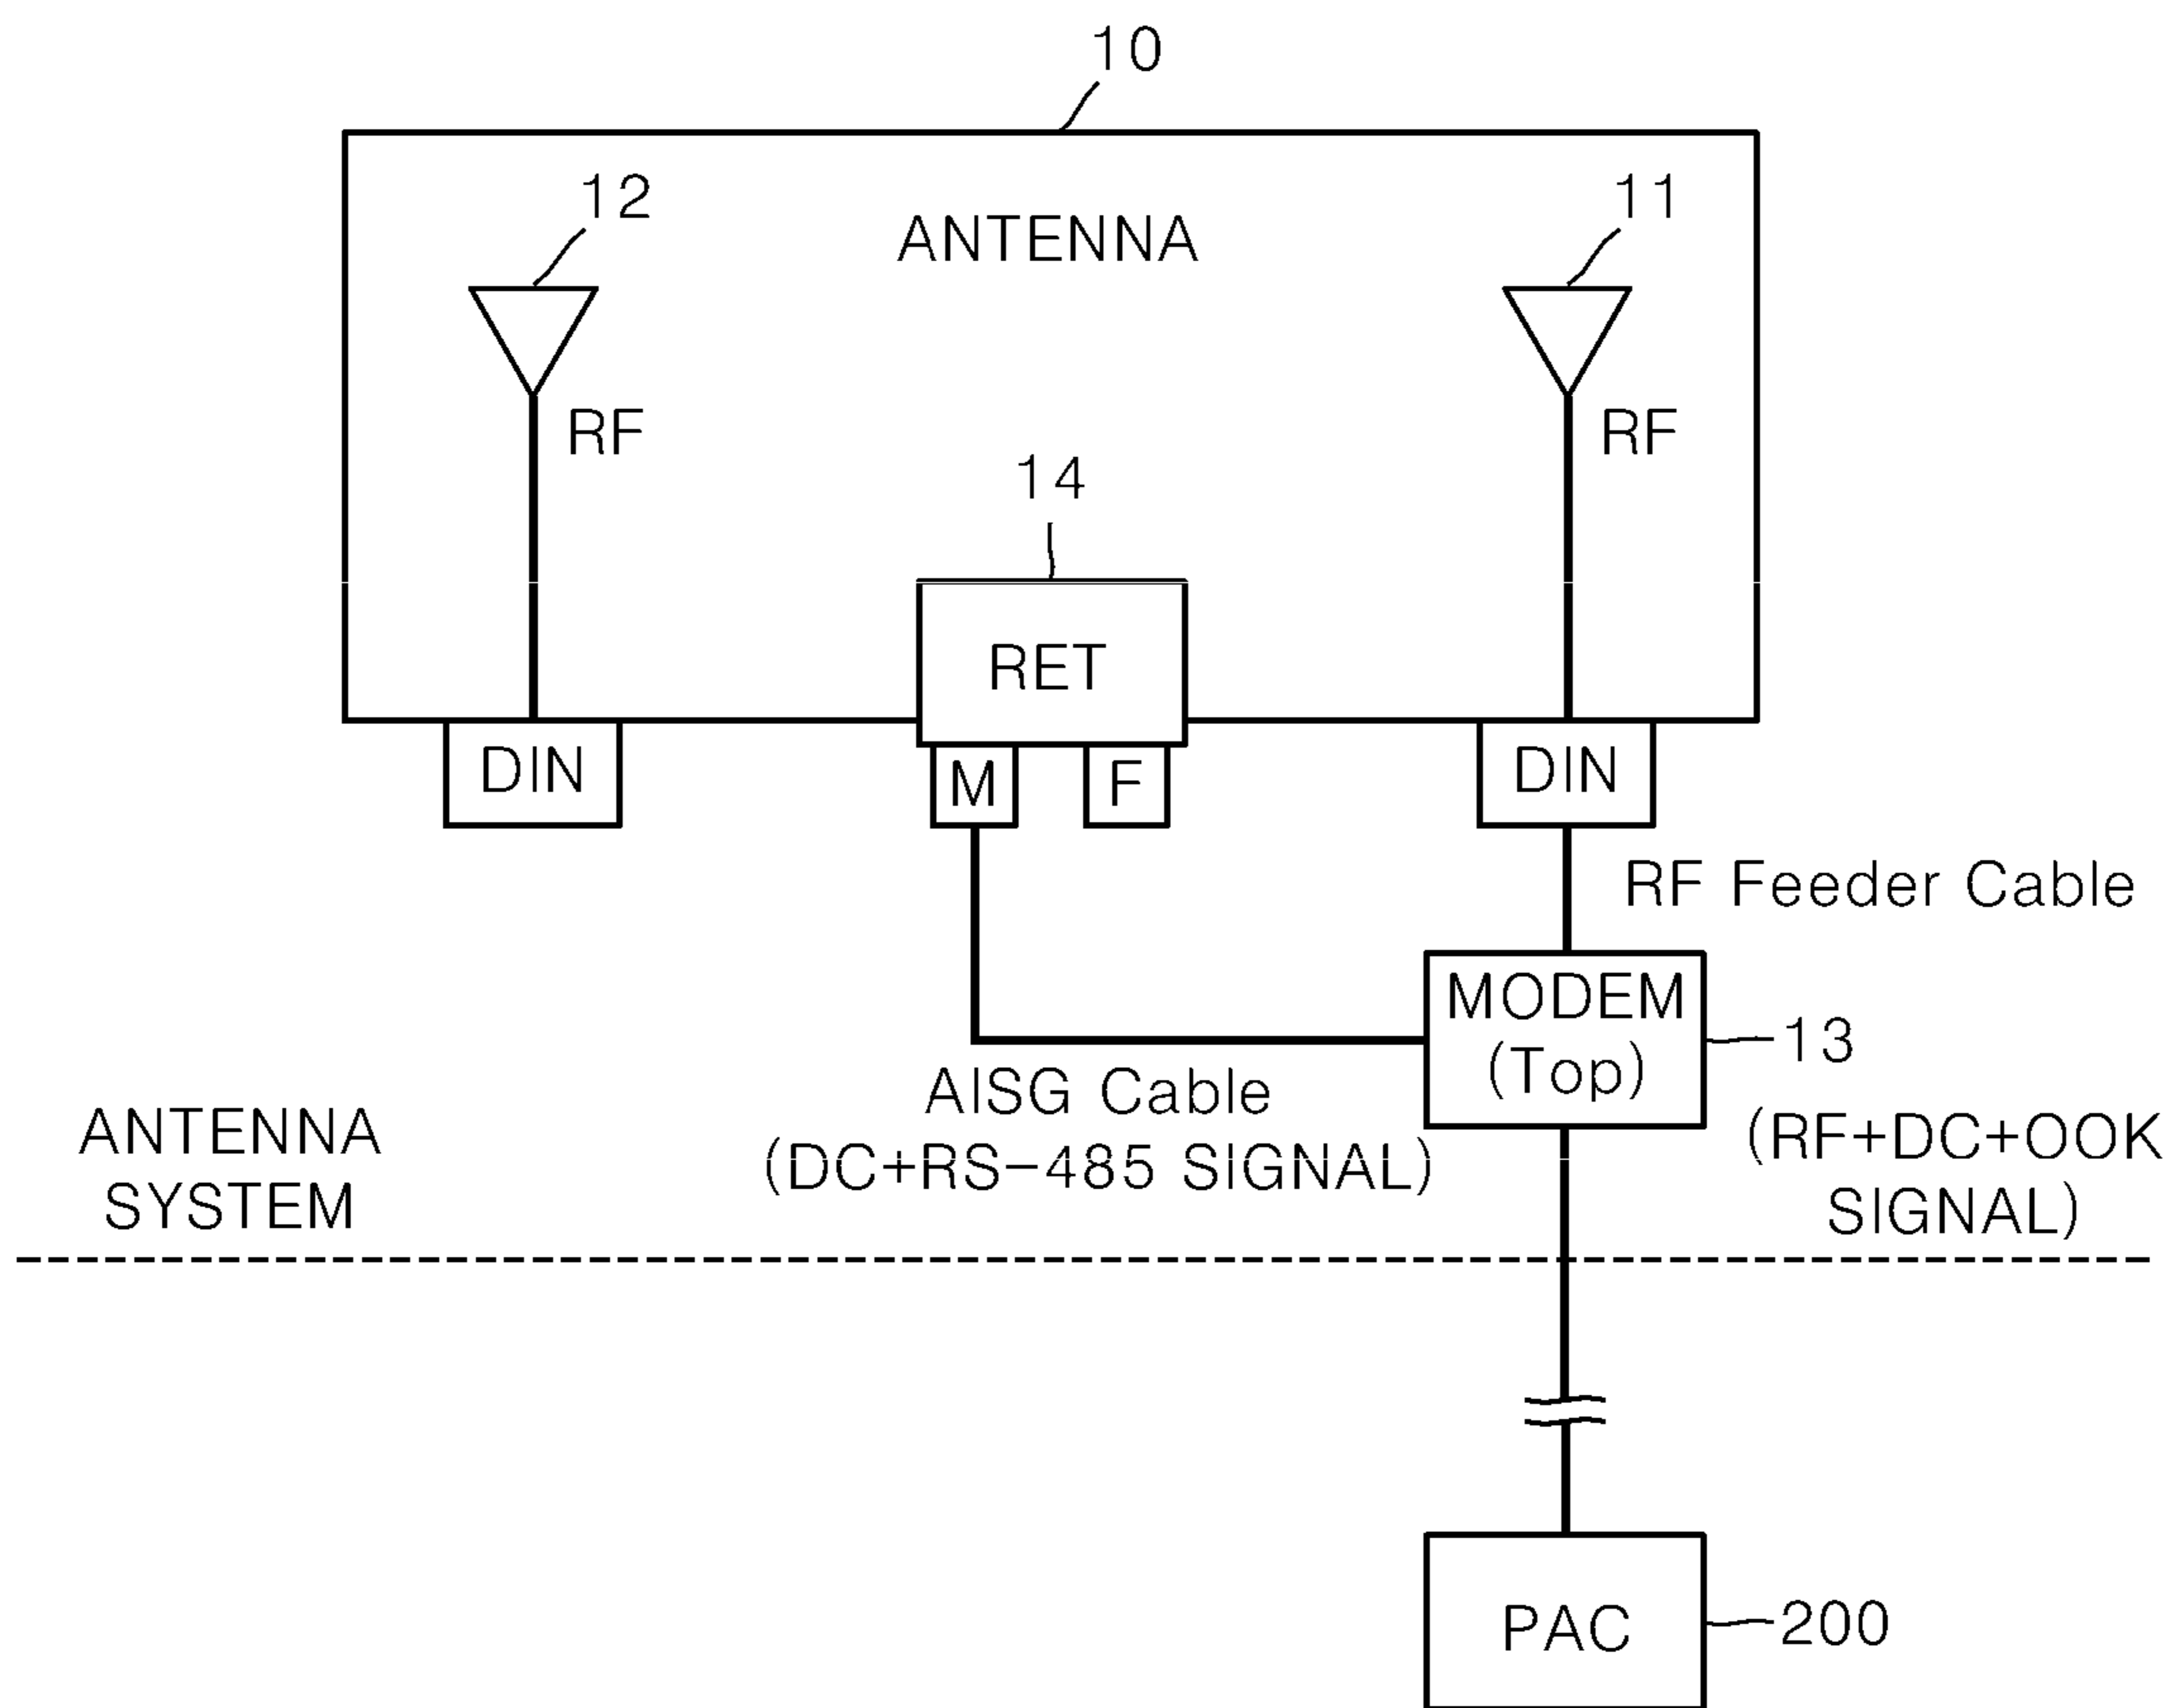 10
12
ANTENNA
11
RF
RF
14
RET
DIN
M
F
DIN
RF Feeder Cable
MODEM
(Top)
13
AISG Cable
(DC+RS-485 SIGNAL)
(RF+DC+OOK
SIGNAL)
ANTENNA
SYSTEM
PAC
200